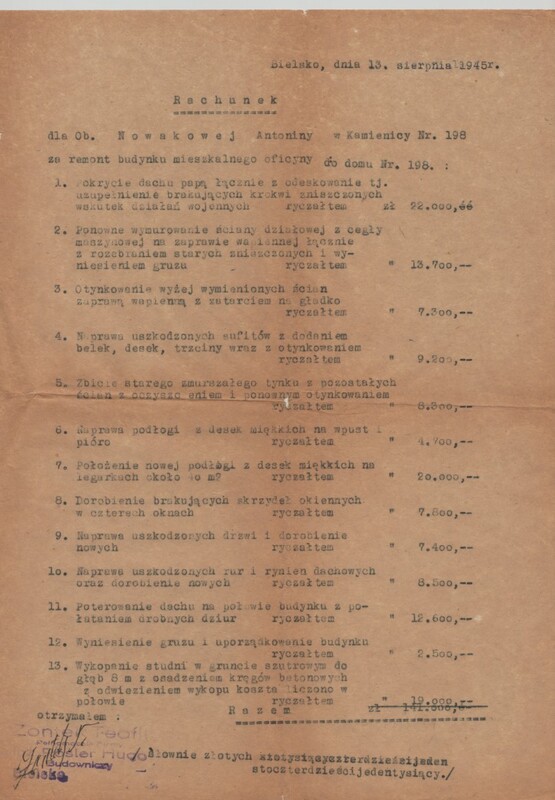 Bielsko, dnia 13. sierpnia 1945r.
Rachunek
dla Ob. Nowakowej Antoniny w Kamienicy Nr. 198
za remont budynku mieszkalnego oficyny do domu Nr. 198. :
1. Pokrycie dachu papą łącznie z odeskowanie tj.
uzupełnienie brakujących krokwi zniszczonych
wskutek działań wojennych ryczałtem zł 22.000,--
2. Ponowne wymurowanie ściany działowej z cegły
maszynowej na zaprawie wapiennej łącznie
z rozebraniem starych zniszczonych i wy-
niesieniem gruzu ryczałtem " 13.700,--
3. Otynkowanie wyżej wymienionych ścian
zaprawą wapienną z zatarciem na gładko
ryczałtem " 7.300,--
4. Naprawa uszkodzonych sufitów z dodaniem
belek, desek, trzciny wraz z otynkowaniem
ryczałtem " 9.200,--
5. Zbicie starego zmurszałego tynku z pozostałych
ścian z oczyszczeniem i ponownym otynkowaniem
ryczałtem " 8.300,--
6. Naprawa podłogi z desek miękkich na wpust i
pióro ryczałtem " 4.700,--
7. Położenie nowej podłogi z desek miękkich na
legarkach około 40 m2 ryczałtem " 20.000,--
8. Dorobienie brakujących skrzydeł okiennych
w czterech oknach ryczałtem " 7.800,--
9. Naprawa uszkodzonych drzwi i dorobienie
nowych ryczałtem " 7.400,--
10. Naprawa uszkodzonych rur i rynien dachowych
oraz dorobienie nowych ryczałtem " 8.500,--
11. Poterowanie dachu na połowie budynku z po-
łataniem drobnych dziur ryczałtem " 12.600,--
12. Wyniesienie gruzu i uporządkowanie budynku
ryczałtem " 2.500,--
13. Wykopanie studni w gruncie szutrowym do
głąb 8 m z osadzeniem kręgów betonowych
z odwiezieniem wykopu koszta liczono w
połowie ryczałtem " 19.000,--
Razem zł 141.000,--
otrzymałem :
Budowniczy
Bielsko
/Słownie złotych
stoczterdzieścijedentysiący./